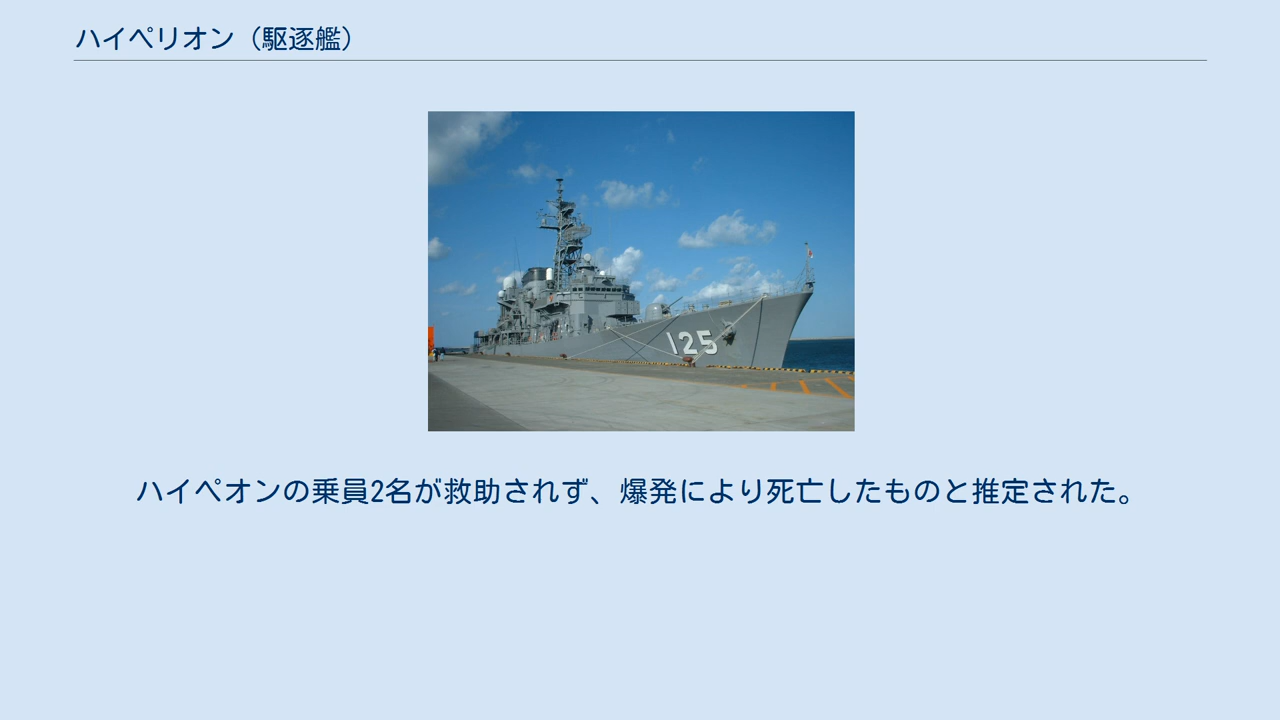 ハイペリオン（駆逐艦）
125
ハイペオンの乗員2名が救助されず、爆発により死亡したものと推定された。